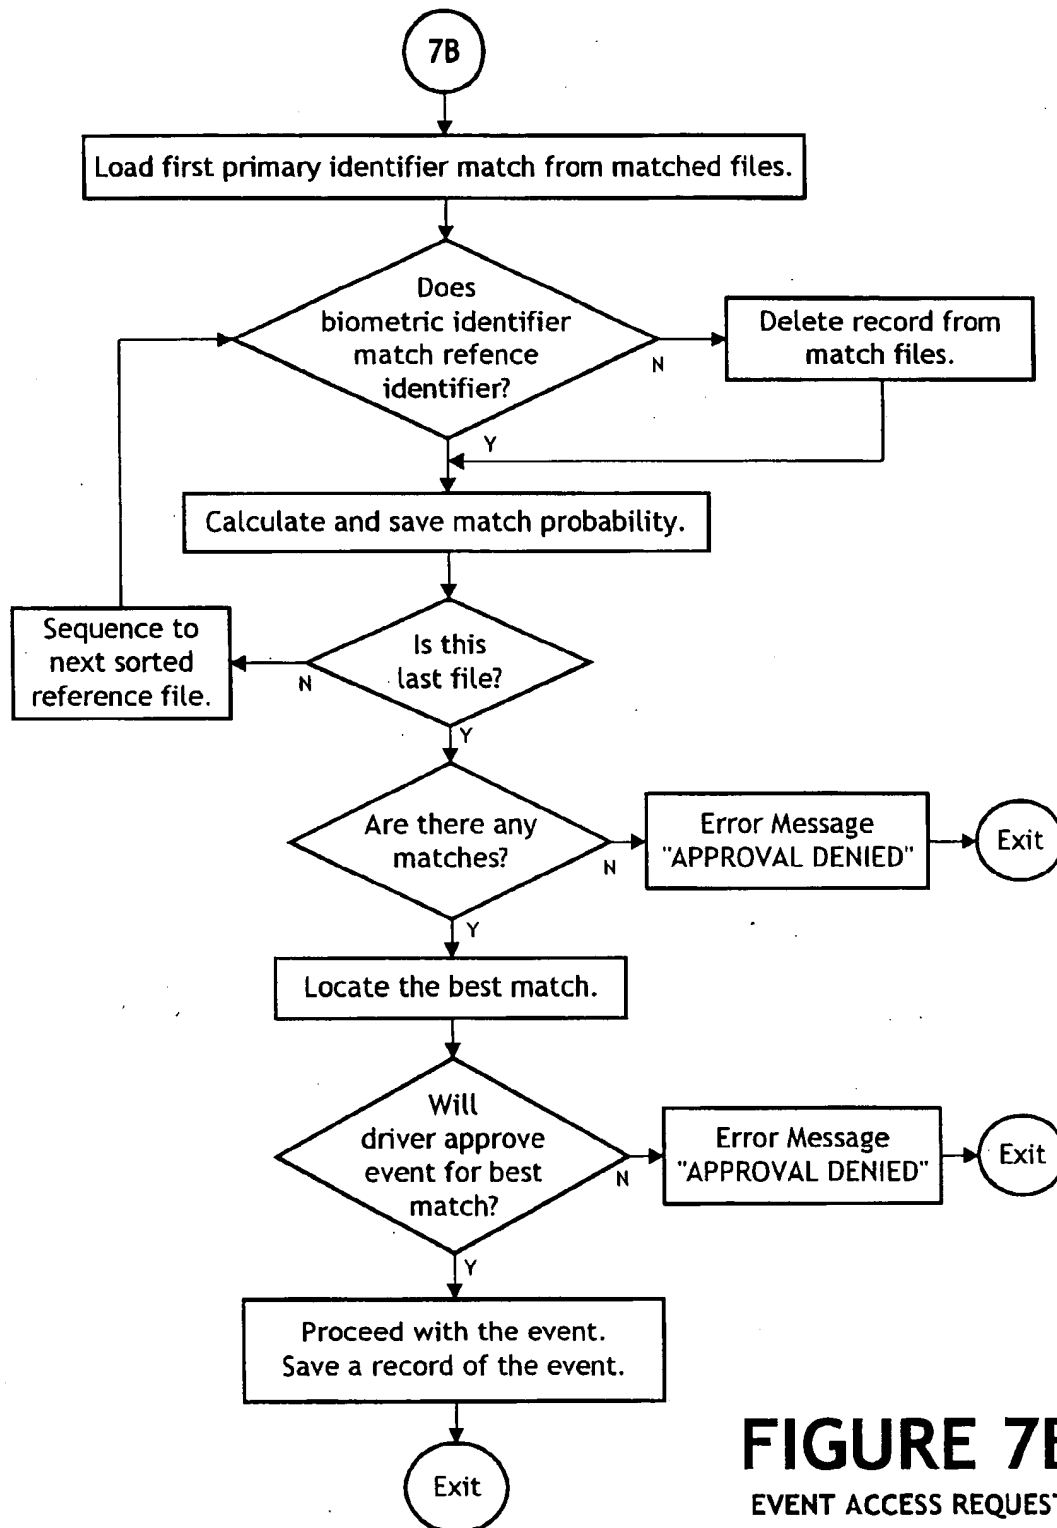 7B
Load first primary identifier match from matched files.
Does
biometric identifier
match refence
identifier?
N
Delete record from
match files.
Y
Calculate and save match probability.
Sequence to
next sorted
reference file.
N
Is this
last file?
Y
Are there any
matches?
N
Error Message
"APPROVAL DENIED"
Exit
Y
Locate the best match.
Will
driver approve
event for best
match?
N
Error Message
"APPROVAL DENIED"
Exit
Y
Proceed with the event.
Save a record of the event.
Exit
FIGURE 7B
EVENT ACCESS REQUEST